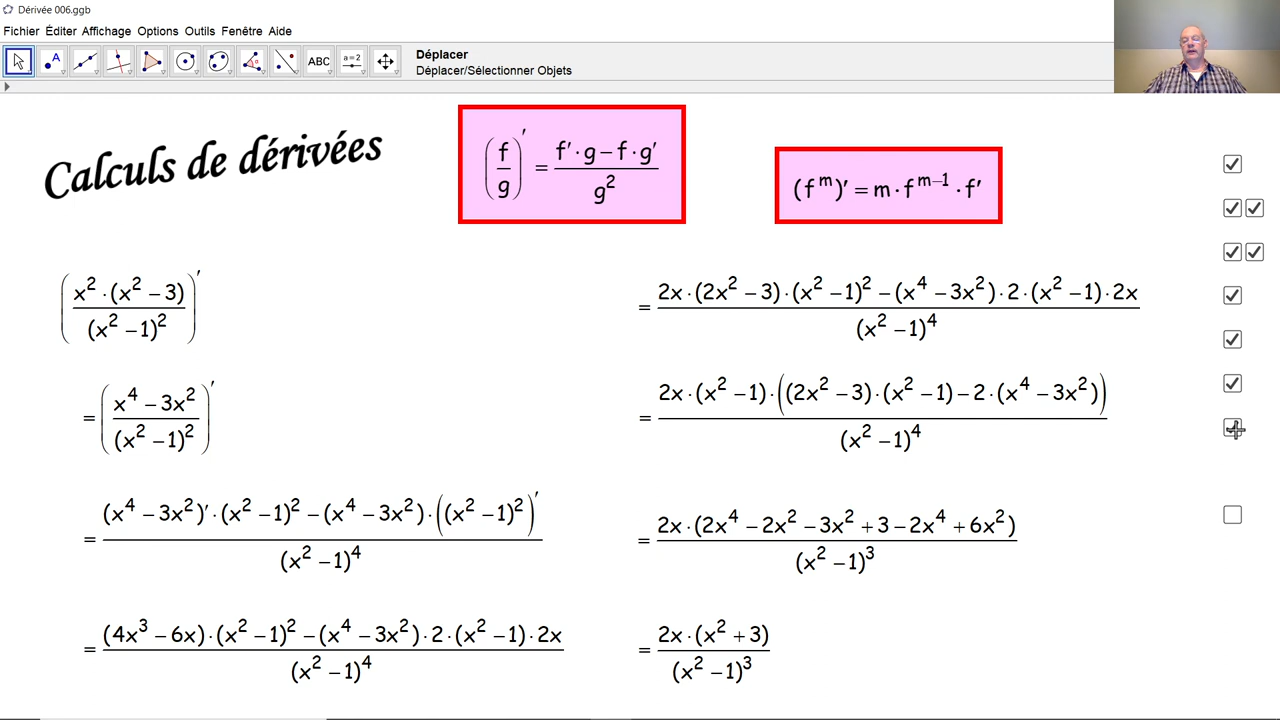 Dérivée 006.ggb
Fichier Éditer Affichage Options Outils Fenêtre Aide
A ABC a=2 Déplacer
Déplacer/Sélectionner Objets
Calculs de dérivées
(f/g)′ = (f′·g−f·g′)/g²
(fᵐ)′ = m·fᵐ⁻¹·f′
(x²·(x²−3)/(x²−1)²)′
= (x⁴−3x²/(x²−1)²)′
= ((x⁴−3x²)′·(x²−1)²−(x⁴−3x²)·((x²−1)²)′)/(x²−1)⁴
= ((4x³−6x)·(x²−1)²−(x⁴−3x²)·2·(x²−1)·2x)/(x²−1)⁴
= (2x·(2x²−3)·(x²−1)²−(x⁴−3x²)·2·(x²−1)·2x)/(x²−1)⁴
= (2x·(x²−1)·((2x²−3)·(x²−1)−2·(x⁴−3x²)))/(x²−1)⁴
= (2x·(2x⁴−2x²−3x²+3−2x⁴+6x²))/(x²−1)³
= (2x·(x²+3))/(x²−1)³